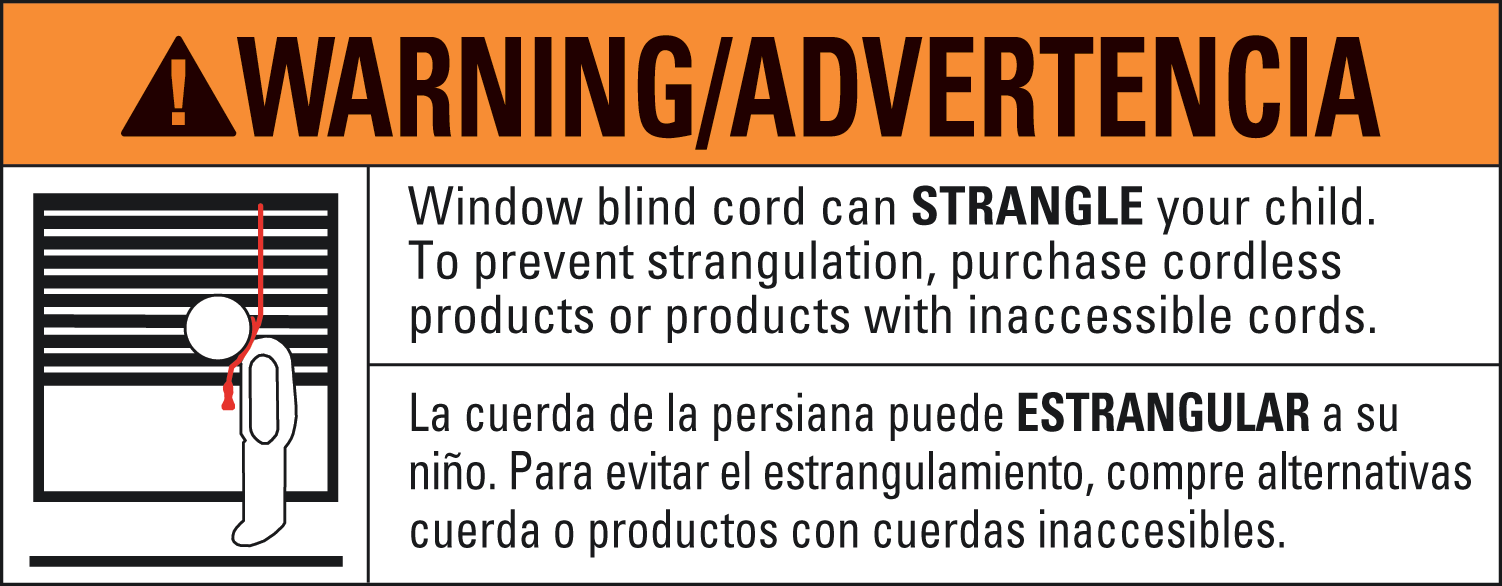 WARNING/ADVERTENCIA
Window blind cord can STRANGLE your child.
To prevent strangulation, purchase cordless
products or products with inaccessible cords.
La cuerda de la persiana puede ESTRANGULAR a su
niño. Para evitar el estrangulamiento, compre alternativas
cuerda o productos con cuerdas inaccesibles.